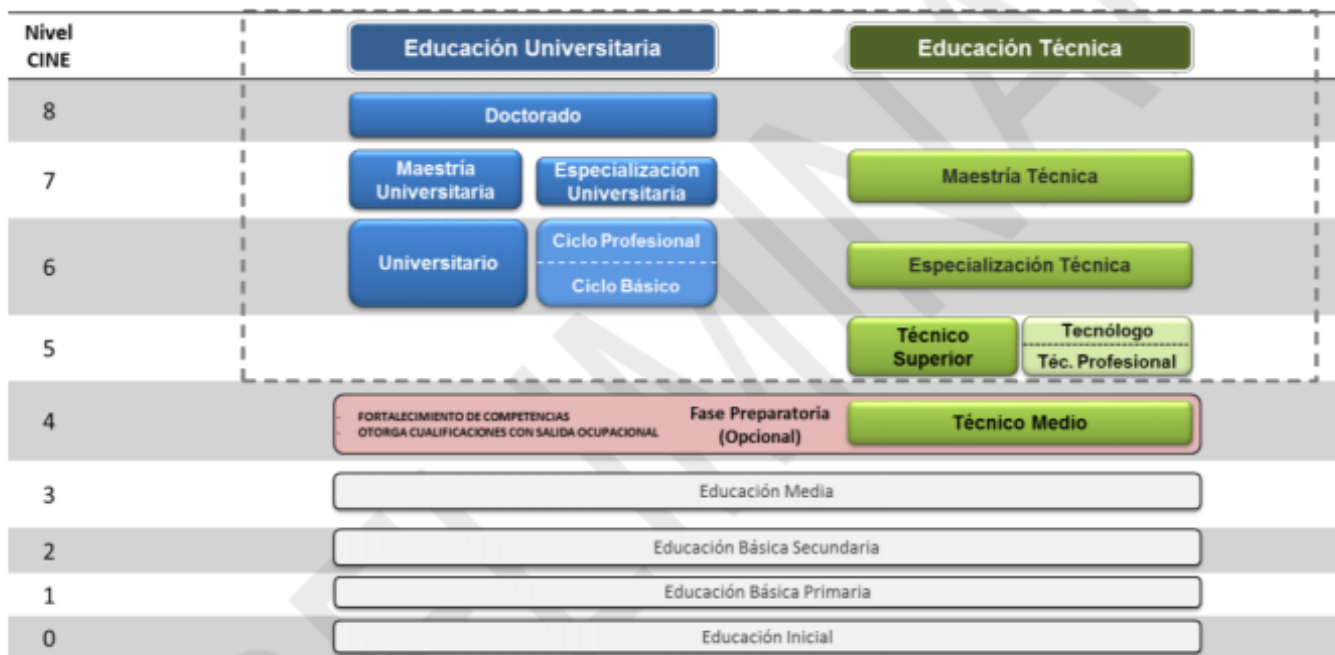 Nivel
CINE
Educación Universitaria
Educación Técnica
8
Doctorado
7
Maestría
Universitaria
Especialización
Universitaria
Maestría Técnica
6
Universitario
Ciclo Profesional
Ciclo Básico
Especialización Técnica
5
Técnico
Superior
Tecnólogo
Téc. Profesional
4
- FORTALECIMIENTO DE COMPETENCIAS
- OTORGA CUALIFICACIONES CON SALIDA OCUPACIONAL
Fase Preparatoria
(Opcional)
Técnico Medio
3
Educación Media
2
Educación Básica Secundaria
1
Educación Básica Primaria
0
Educación Inicial